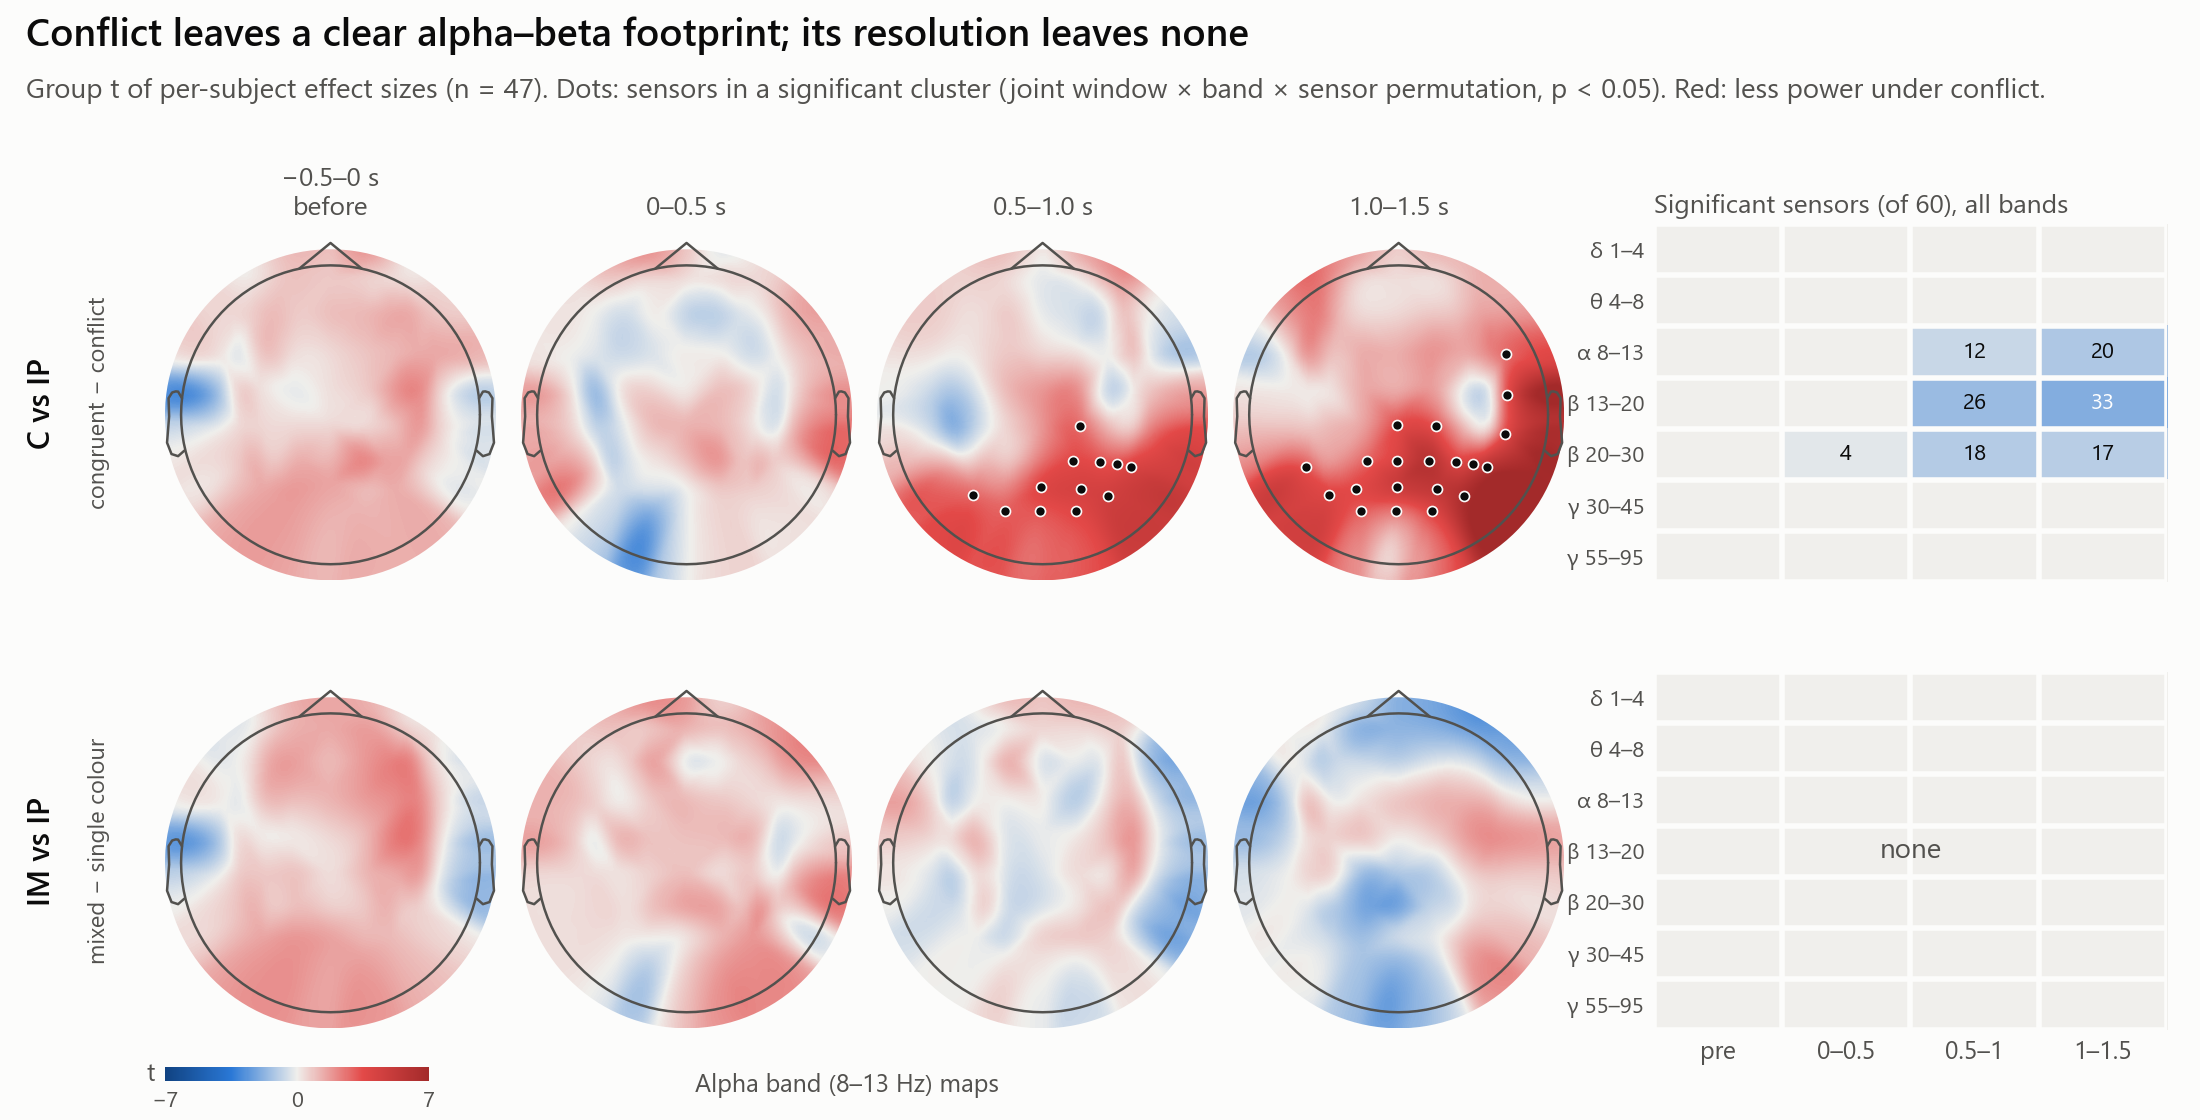 Conflict leaves a clear alpha–beta footprint; its resolution leaves none
Group t of per-subject effect sizes (n = 47). Dots: sensors in a significant cluster (joint window × band × sensor permutation, p < 0.05). Red: less power under conflict.
−0.5–0 s
before
0–0.5 s
0.5–1.0 s
1.0–1.5 s
Significant sensors (of 60), all bands
C vs IP
congruent − conflict
δ 1–4
θ 4–8
α 8–13
12
20
β 13–20
26
33
β 20–30
4
18
17
γ 30–45
γ 55–95
IM vs IP
mixed − single colour
δ 1–4
θ 4–8
α 8–13
β 13–20
none
β 20–30
γ 30–45
γ 55–95
pre
0–0.5
0.5–1
1–1.5
t
−7
0
7
Alpha band (8–13 Hz) maps